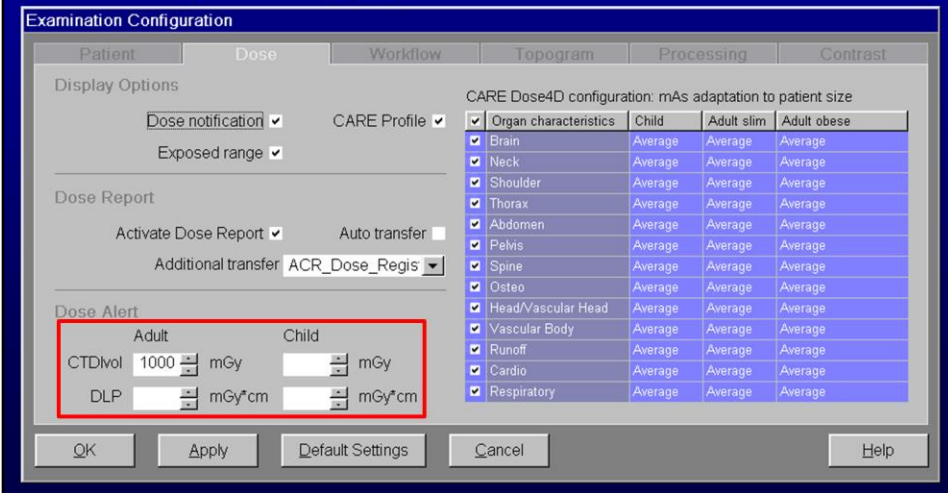 Examination Configuration
Patient Dose Workflow Topogram Processing Contrast
Display Options
Dose notification CARE Profile
Exposed range
Dose Report
Activate Dose Report Auto transfer
Additional transfer ACR_Dose_Regis
Dose Alert
Adult Child
CTDIvol 1000 mGy mGy
DLP mGy*cm mGy*cm
CARE Dose4D configuration: mAs adaptation to patient size
Organ characteristics Child Adult slim Adult obese
Brain Average Average Average
Neck Average Average Average
Shoulder Average Average Average
Thorax Average Average Average
Abdomen Average Average Average
Pelvis Average Average Average
Spine Average Average Average
Osteo Average Average Average
Head/Vascular Head Average Average Average
Vascular Body Average Average Average
Runoff Average Average Average
Cardio Average Average Average
Respiratory Average Average Average
OK Apply Default Settings Cancel Help